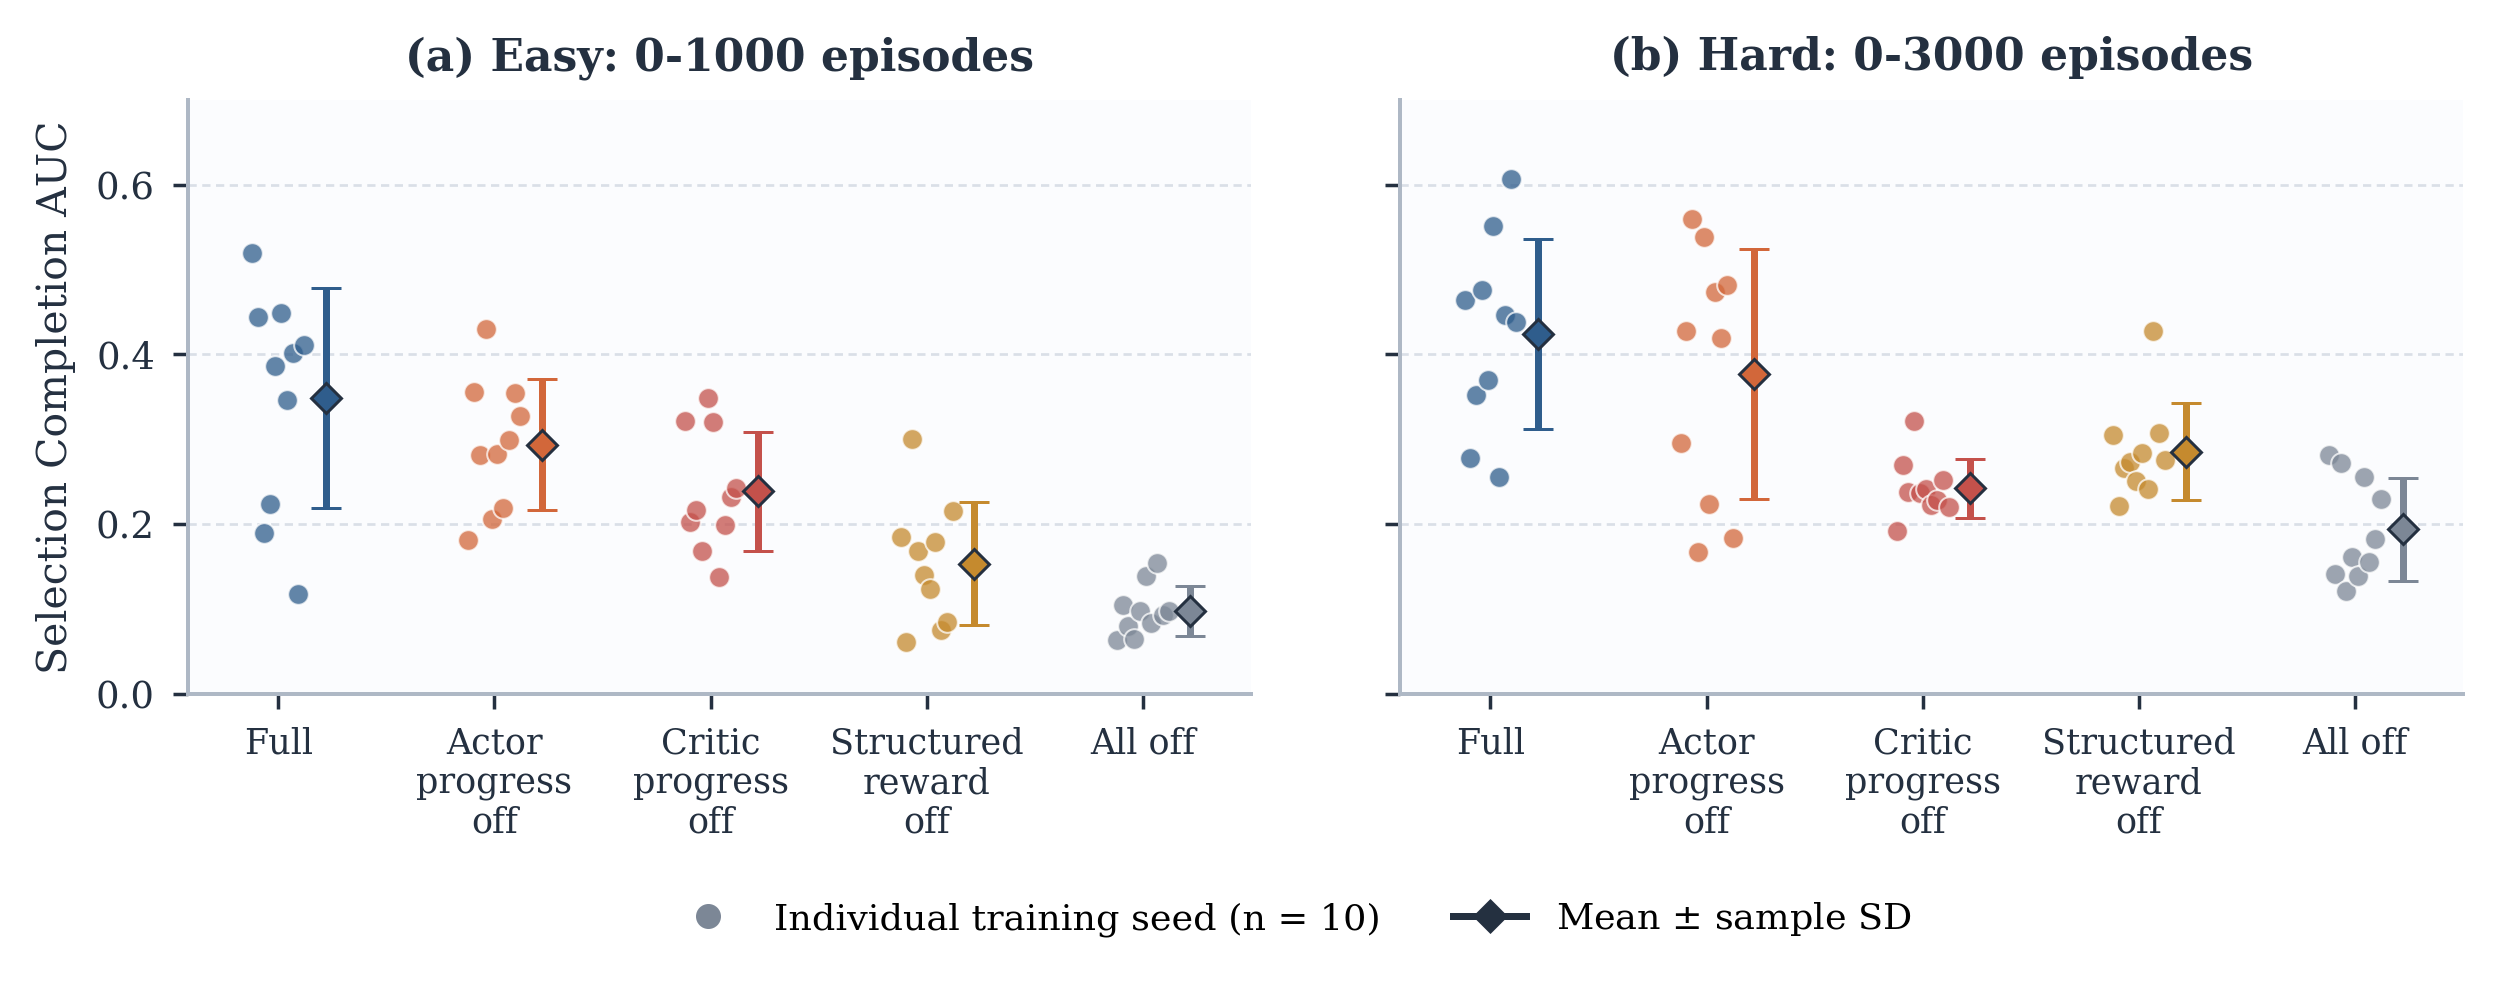 (a) Easy: 0-1000 episodes
(b) Hard: 0-3000 episodes
Selection Completion AUC
0.6
0.4
0.2
0.0
Full
Actor
progress
off
Critic
progress
off
Structured
reward
off
All off
Full
Actor
progress
off
Critic
progress
off
Structured
reward
off
All off
Individual training seed (n = 10)
Mean ± sample SD